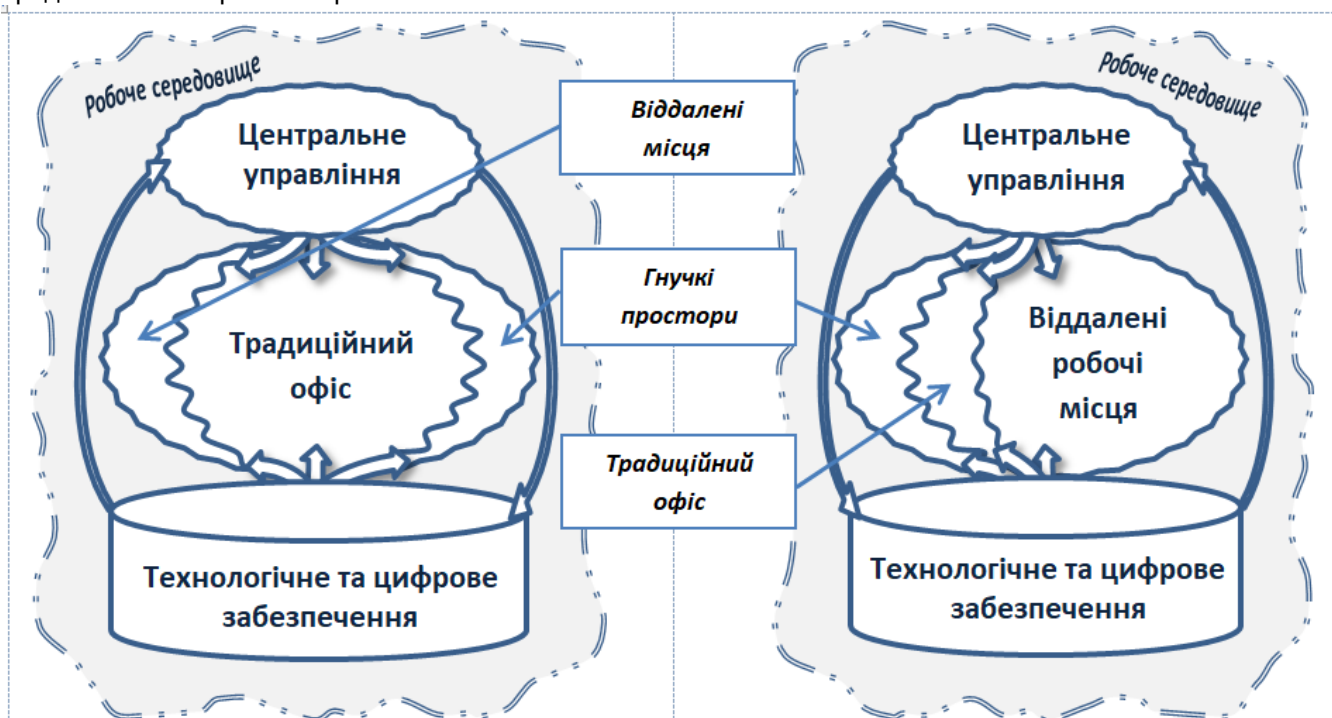 Робоче середовище
Центральне
управління
Традиційний
офіс
Технологічне та цифрове
забезпечення
Віддалені
місця
Гнучкі
простори
Традиційний
офіс
Робоче середовище
Центральне
управління
Віддалені
робочі
місця
Технологічне та цифрове
забезпечення